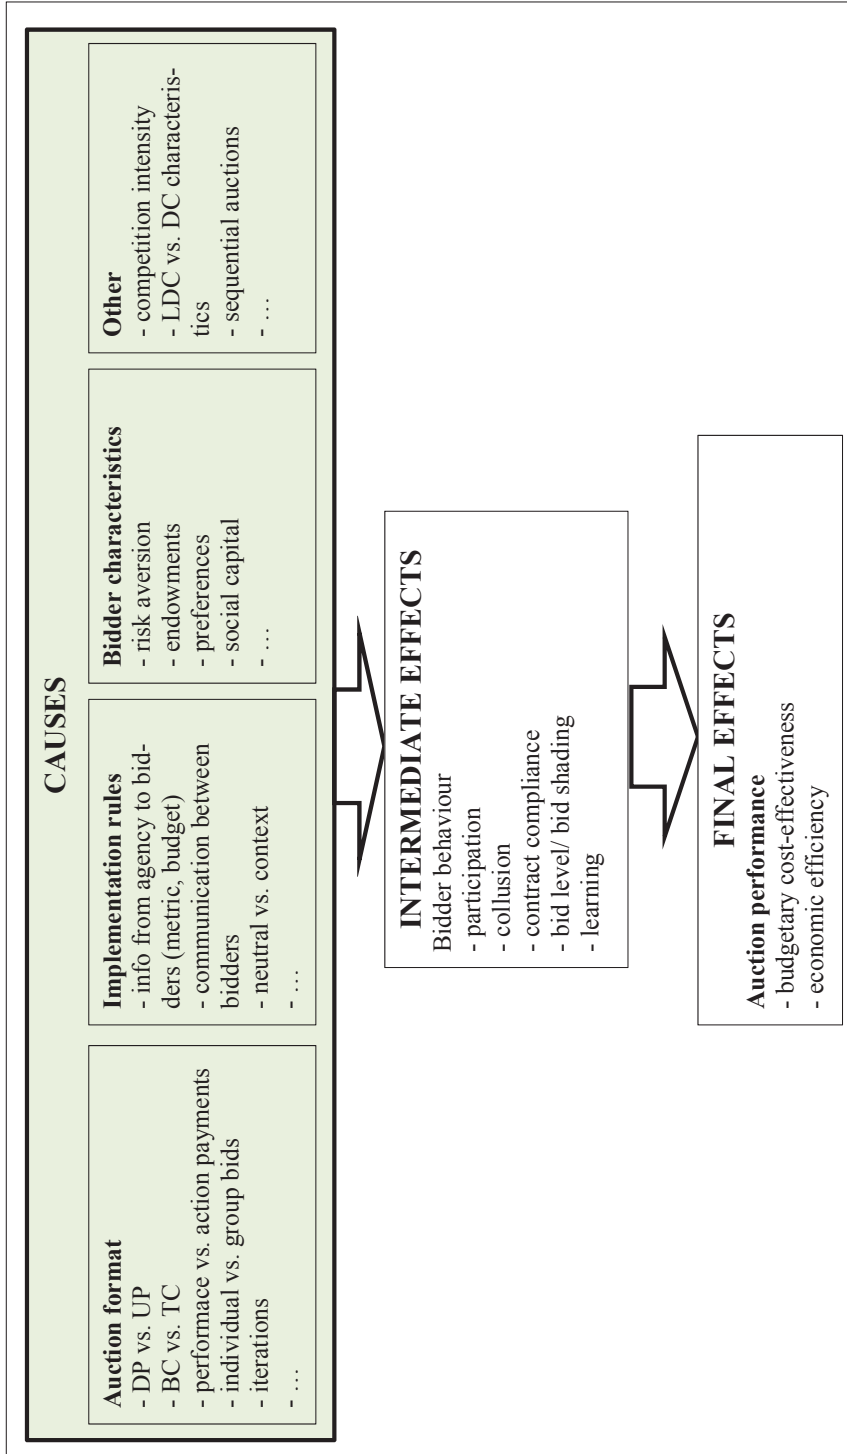 CAUSES
Auction format
- DP vs. UP
- BC vs. TC
- performace vs. action payments
- individual vs. group bids
- iterations
- …
Implementation rules
- info from agency to bid-
ders (metric, budget)
- communication between
bidders
- neutral vs. context
- …
Bidder characteristics
- risk aversion
- endowments
- preferences
- social capital
- …
Other
- competition intensity
- LDC vs. DC characteris-
tics
- sequential auctions
- …
INTERMEDIATE EFFECTS
Bidder behaviour
- participation
- collusion
- contract compliance
- bid level/ bid shading
- learning
FINAL EFFECTS
Auction performance
- budgetary cost-effectiveness
- economic efficiency